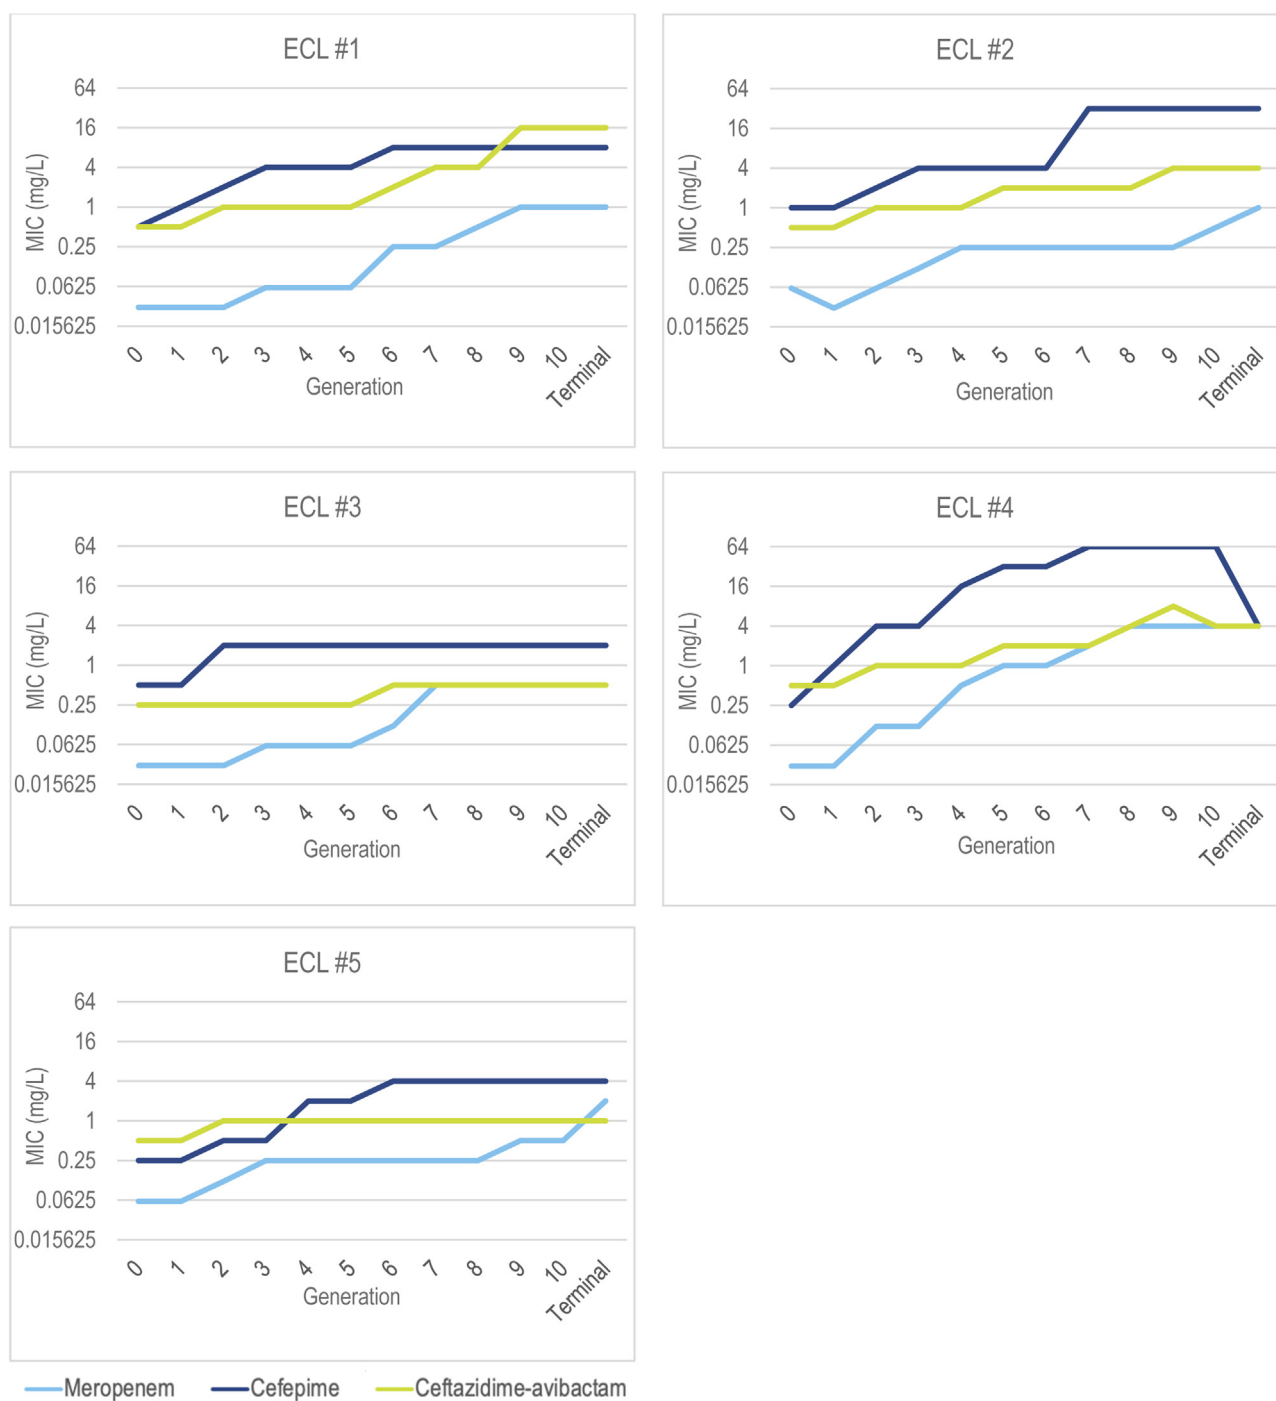 ECL #1
64
16
4
1
0.25
0.0625
0.015625
MIC (mg/L)
0 1 2 3 4 5 6 7 8 9 10 Terminal
Generation
ECL #2
64
16
4
1
0.25
0.0625
0.015625
MIC (mg/L)
0 1 2 3 4 5 6 7 8 9 10 Terminal
Generation
ECL #3
64
16
4
1
0.25
0.0625
0.015625
MIC (mg/L)
0 1 2 3 4 5 6 7 8 9 10 Terminal
Generation
ECL #4
64
16
4
1
0.25
0.0625
0.015625
MIC (mg/L)
0 1 2 3 4 5 6 7 8 9 10 Terminal
Generation
ECL #5
64
16
4
1
0.25
0.0625
0.015625
MIC (mg/L)
0 1 2 3 4 5 6 7 8 9 10 Terminal
Generation
Meropenem Cefepime Ceftazidime-avibactam